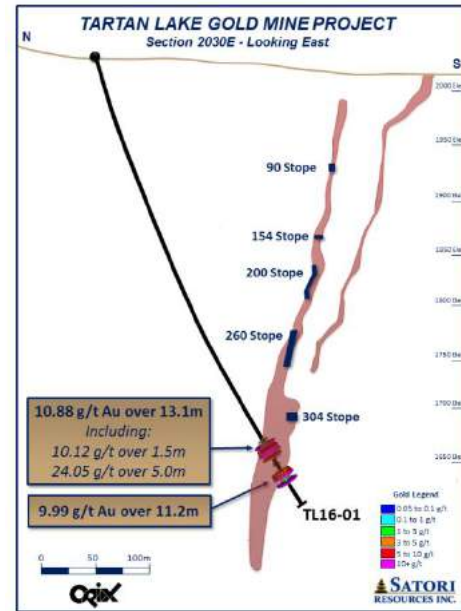 TARTAN LAKE GOLD MINE PROJECT
Section 2030E - Looking East
N
S
90 Stope
154 Stope
200 Stope
260 Stope
304 Stope
10.88 g/t Au over 13.1m
Including:
10.12 g/t over 1.5m
24.05 g/t over 5.0m
9.99 g/t Au over 11.2m
TL16-01
0 50 100m
Gold Legend
0.05 to 0.1 g/t
0.1 to 1 g/t
1 to 3 g/t
3 to 5 g/t
5 to 10 g/t
10+ g/t
SATORI
RESOURCES INC.